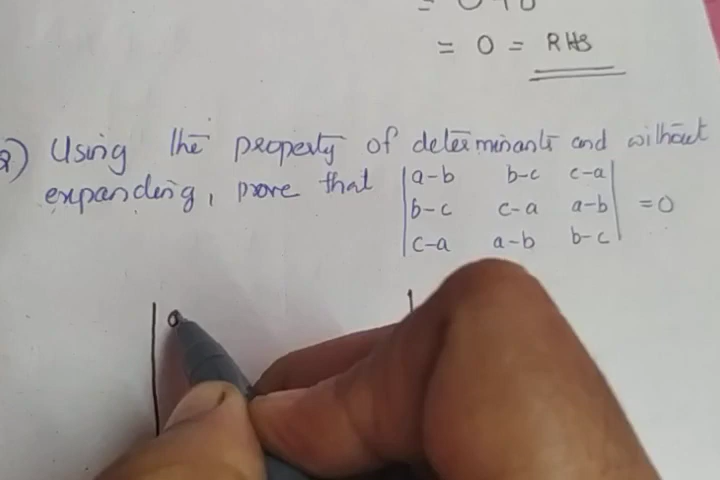 = 0 = RHS
2) Using the property of determinants and without
expanding, prove that |a-b b-c c-a|
|b-c c-a a-b| = 0
|c-a a-b b-c|